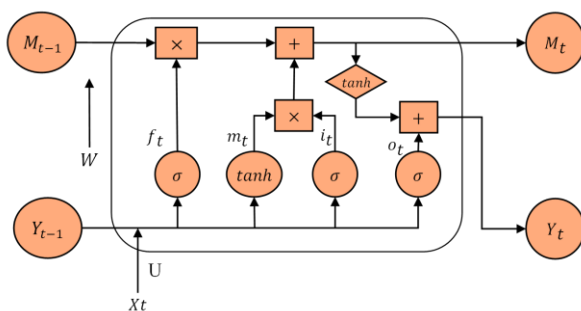 M_{t-1} × + M_t
tanh
×
+
f_t m_t i_t o_t
W
σ tanh σ σ
Y_{t-1} Y_t
U
Xt